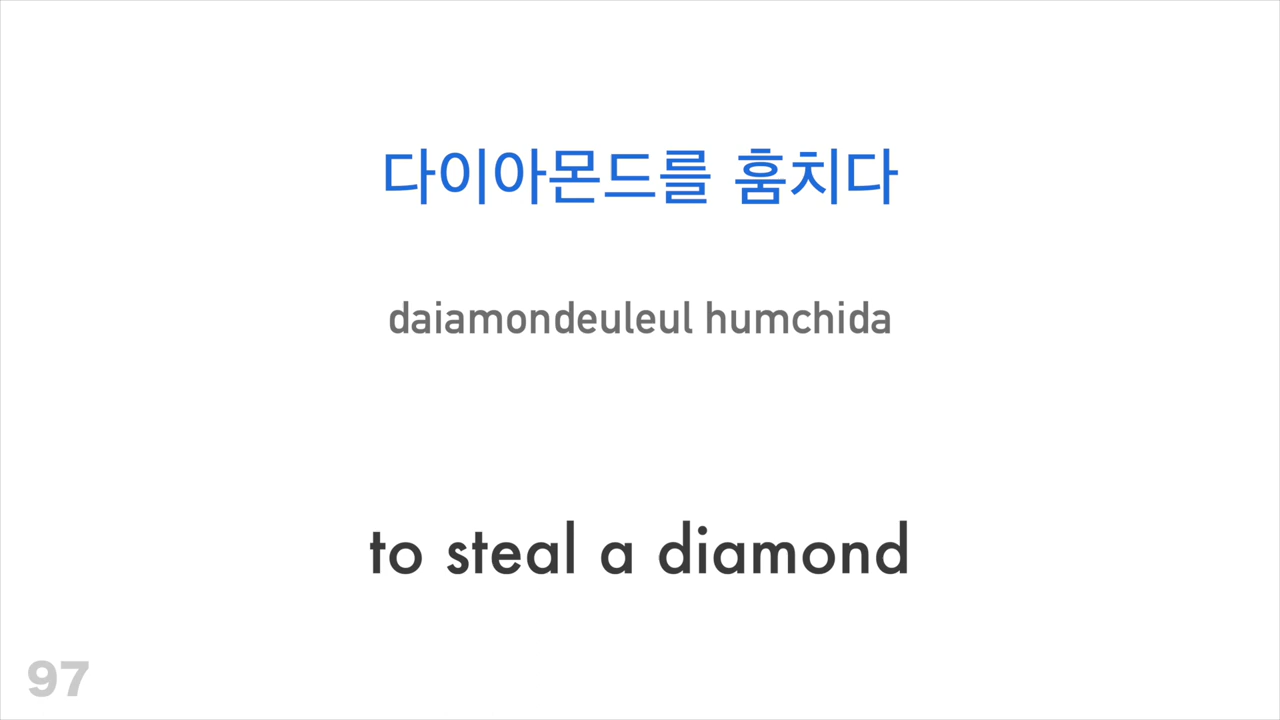 다이아몬드를 훔치다
daiamondeuleul humchida
to steal a diamond
97